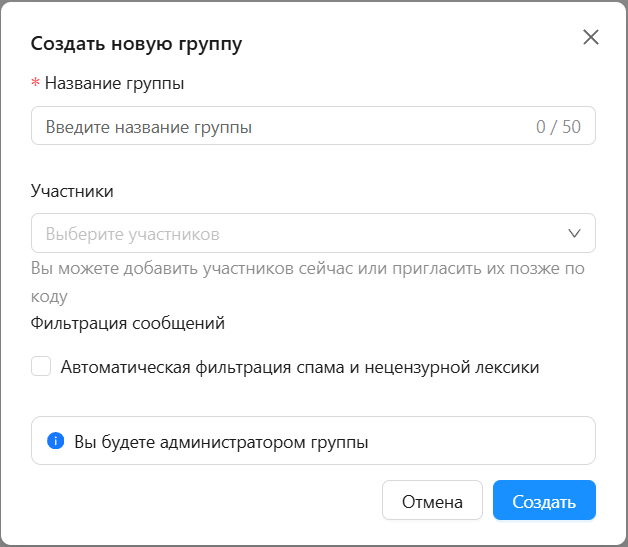 Создать новую группу
* Название группы
Введите название группы 0 / 50
Участники
Выберите участников
Вы можете добавить участников сейчас или пригласить их позже по
коду
Фильтрация сообщений
Автоматическая фильтрация спама и нецензурной лексики
Вы будете администратором группы
Отмена Создать